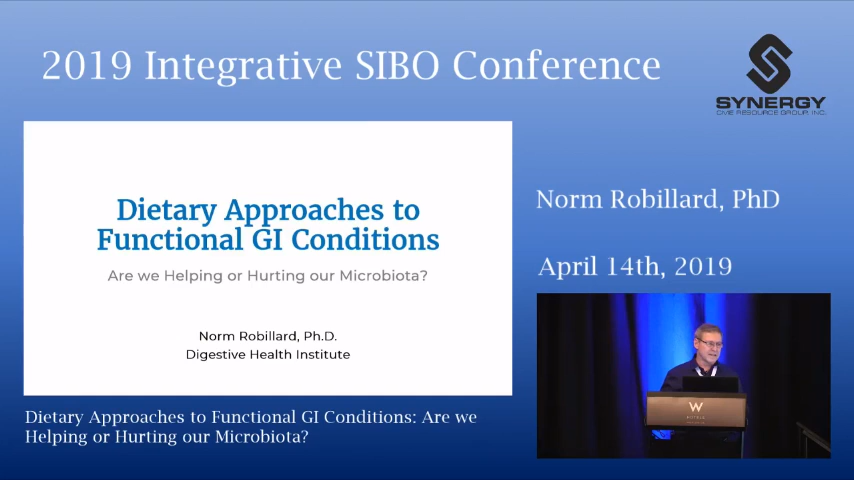 2019 Integrative SIBO Conference
SYNERGY
CME RESOURCE GROUP, INC.
Dietary Approaches to
Functional GI Conditions
Are we Helping or Hurting our Microbiota?
Norm Robillard, Ph.D.
Digestive Health Institute
Norm Robillard, PhD
April 14th, 2019
W
HOTELS
Dietary Approaches to Functional GI Conditions: Are we
Helping or Hurting our Microbiota?